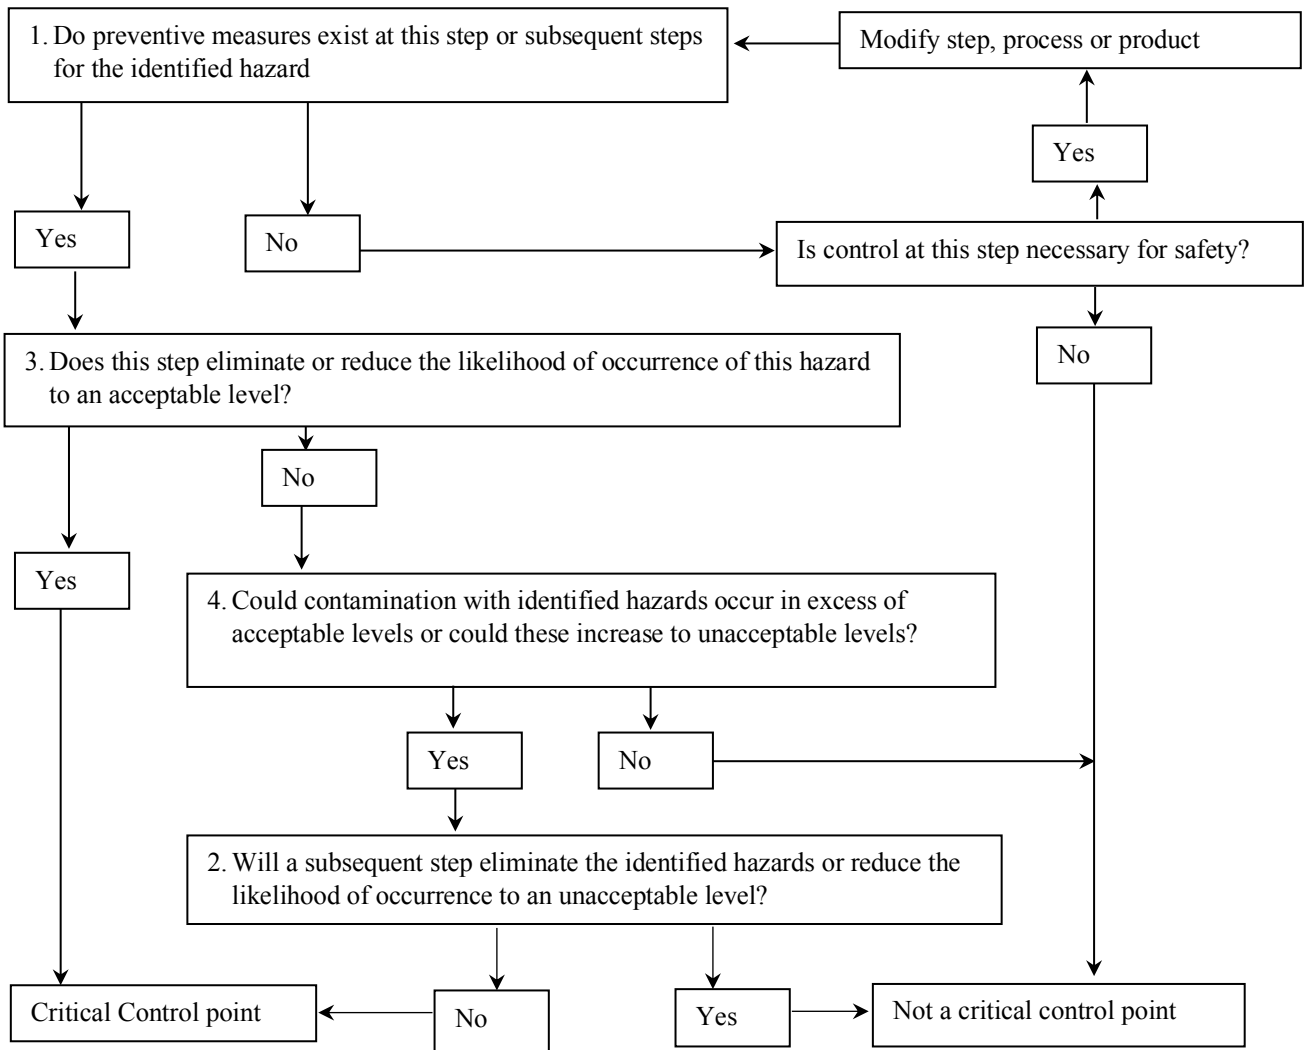 1. Do preventive measures exist at this step or subsequent steps
for the identified hazard
Modify step, process or product
Yes
Yes
No
Is control at this step necessary for safety?
No
3. Does this step eliminate or reduce the likelihood of occurrence of this hazard
to an acceptable level?
No
Yes
4. Could contamination with identified hazards occur in excess of
acceptable levels or could these increase to unacceptable levels?
Yes
No
2. Will a subsequent step eliminate the identified hazards or reduce the
likelihood of occurrence to an unacceptable level?
Critical Control point
No
Yes
Not a critical control point